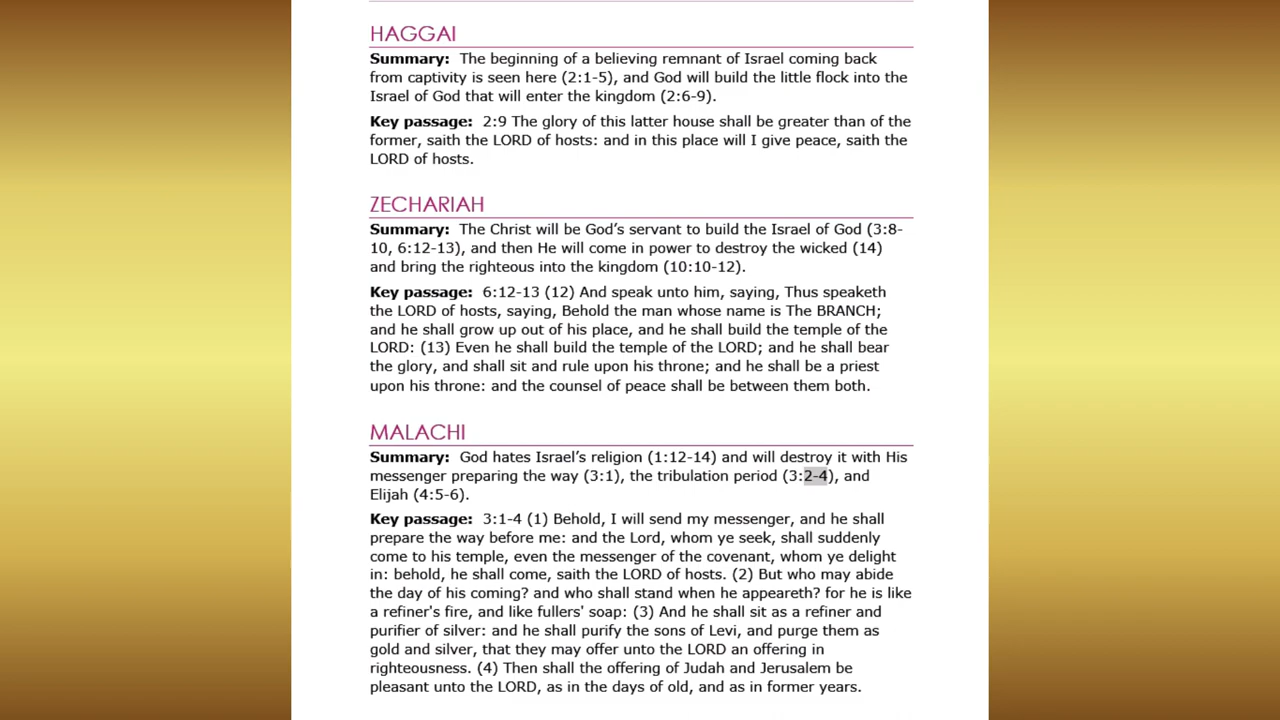 HAGGAI
Summary: The beginning of a believing remnant of Israel coming back
from captivity is seen here (2:1-5), and God will build the little flock into the
Israel of God that will enter the kingdom (2:6-9).
Key passage: 2:9 The glory of this latter house shall be greater than of the
former, saith the LORD of hosts: and in this place will I give peace, saith the
LORD of hosts.
ZECHARIAH
Summary: The Christ will be God's servant to build the Israel of God (3:8-
10, 6:12-13), and then He will come in power to destroy the wicked (14)
and bring the righteous into the kingdom (10:10-12).
Key passage: 6:12-13 (12) And speak unto him, saying, Thus speaketh
the LORD of hosts, saying, Behold the man whose name is The BRANCH;
and he shall grow up out of his place, and he shall build the temple of the
LORD: (13) Even he shall build the temple of the LORD; and he shall bear
the glory, and shall sit and rule upon his throne; and he shall be a priest
upon his throne: and the counsel of peace shall be between them both.
MALACHI
Summary: God hates Israel's religion (1:12-14) and will destroy it with His
messenger preparing the way (3:1), the tribulation period (3:2-4), and
Elijah (4:5-6).
Key passage: 3:1-4 (1) Behold, I will send my messenger, and he shall
prepare the way before me: and the Lord, whom ye seek, shall suddenly
come to his temple, even the messenger of the covenant, whom ye delight
in: behold, he shall come, saith the LORD of hosts. (2) But who may abide
the day of his coming? and who shall stand when he appeareth? for he is like
a refiner's fire, and like fullers' soap: (3) And he shall sit as a refiner and
purifier of silver: and he shall purify the sons of Levi, and purge them as
gold and silver, that they may offer unto the LORD an offering in
righteousness. (4) Then shall the offering of Judah and Jerusalem be
pleasant unto the LORD, as in the days of old, and as in former years.